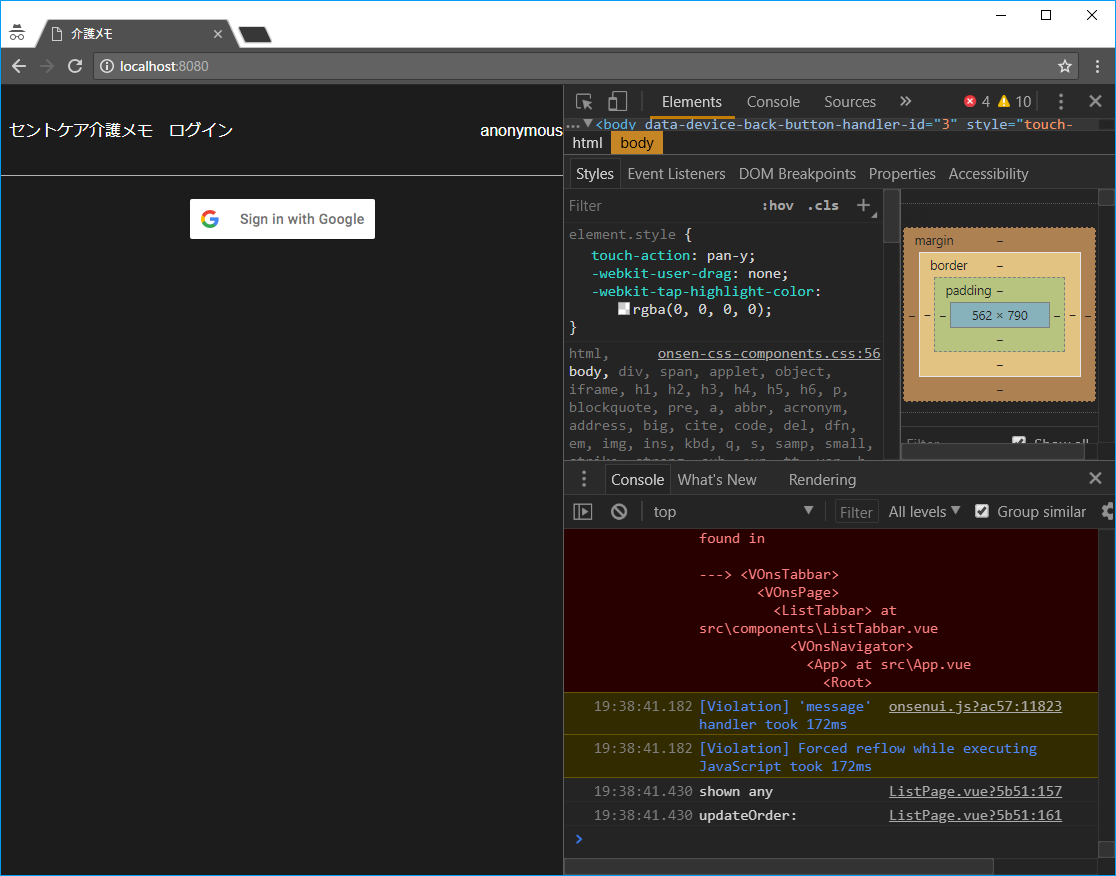 介護メモ
localhost:8080
セントケア介護メモ ログイン anonymous
Sign in with Google
Elements Console Sources » 4 10
…▼<body data-device-back-button-handler-id="3" style="touch-
html body
Styles Event Listeners DOM Breakpoints Properties Accessibility
Filter :hov .cls +
element.style {
touch-action: pan-y;
-webkit-user-drag: none;
-webkit-tap-highlight-color:
rgba(0, 0, 0, 0);
}
html, onsen-css-components.css:56
body, div, span, applet, object,
iframe, h1, h2, h3, h4, h5, h6, p,
blockquote, pre, a, abbr, acronym,
address, big, cite, code, del, dfn,
em, img, ins, kbd, q, s, samp, small,
margin –
border –
padding –
– – – 562 × 790 – – –
–
–
–
Filter Show all
Console What's New Rendering
top Filter All levels Group similar
found in
---> <VOnsTabbar>
<VOnsPage>
<ListTabbar> at
src\components\ListTabbar.vue
<VOnsNavigator>
<App> at src\App.vue
<Root>
19:38:41.182 [Violation] 'message' onsenui.js?ac57:11823
handler took 172ms
19:38:41.182 [Violation] Forced reflow while executing
JavaScript took 172ms
19:38:41.430 shown any ListPage.vue?5b51:157
19:38:41.430 updateOrder: ListPage.vue?5b51:161
>